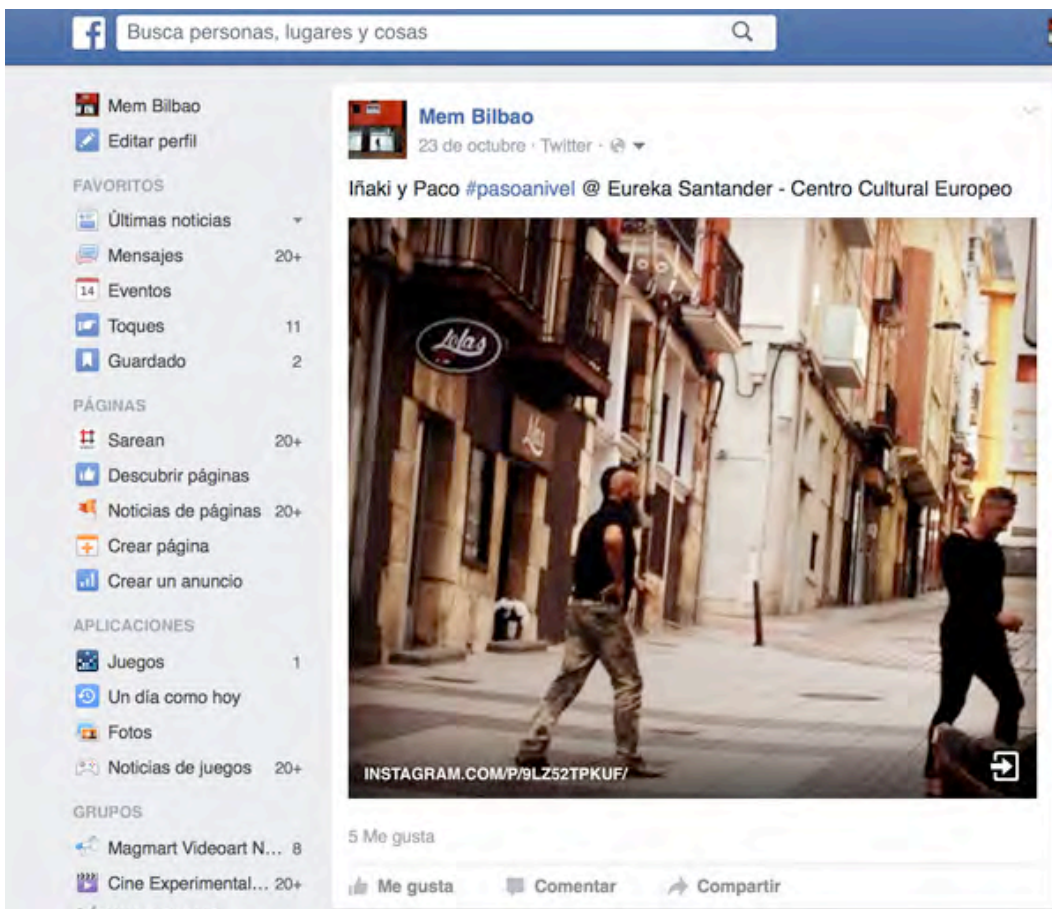 f
Busca personas, lugares y cosas
Mem Bilbao
Editar perfil
FAVORITOS
Últimas noticias
Mensajes 20+
14 Eventos
Toques 11
Guardado 2
PÁGINAS
Sarean 20+
Descubrir páginas
Noticias de páginas 20+
Crear página
Crear un anuncio
APLICACIONES
Juegos 1
Un día como hoy
Fotos
Noticias de juegos 20+
GRUPOS
Magmart Videoart N... 8
Cine Experimental... 20+
Mem Bilbao
23 de octubre · Twitter ·
Iñaki y Paco #pasoanivel @ Eureka Santander - Centro Cultural Europeo
Lolas
Lolas
INSTAGRAM.COM/P/9LZ52TPKUF/
5 Me gusta
Me gusta Comentar Compartir